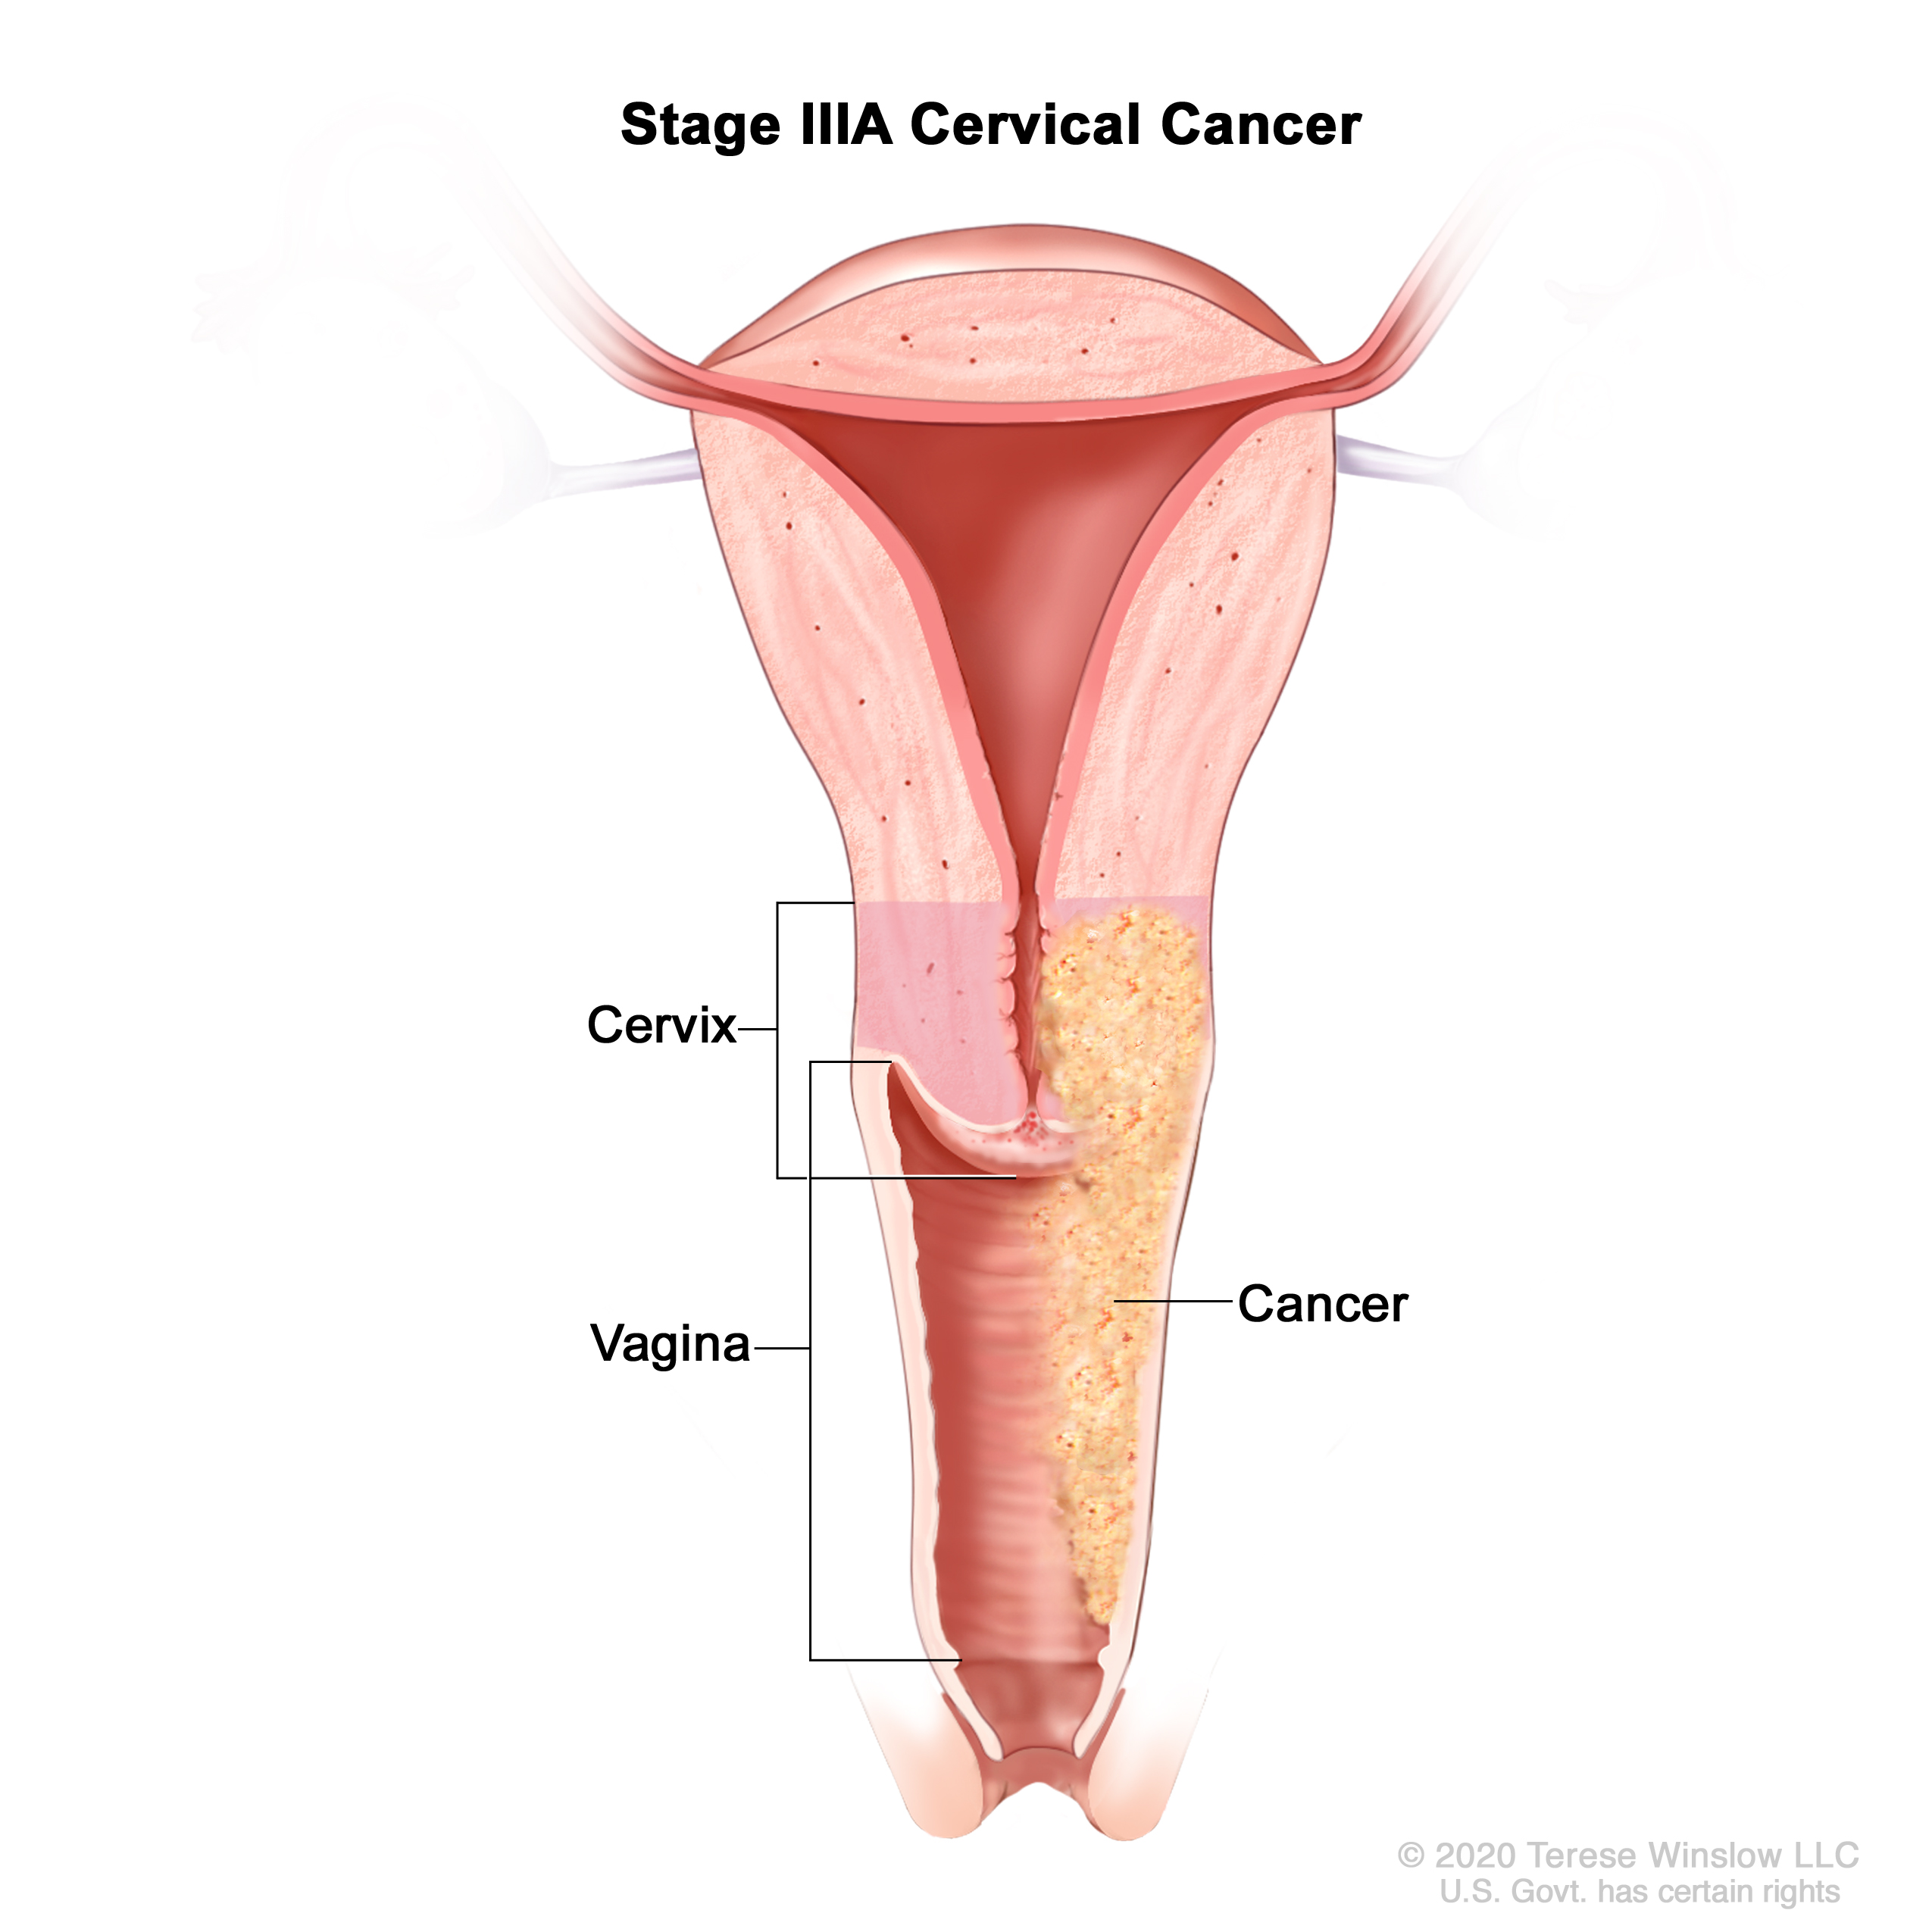 Stage IIIA Cervical Cancer
Cervix
Cancer
Vagina
© 2020 Terese Winslow LLC
U.S. Govt. has certain rights